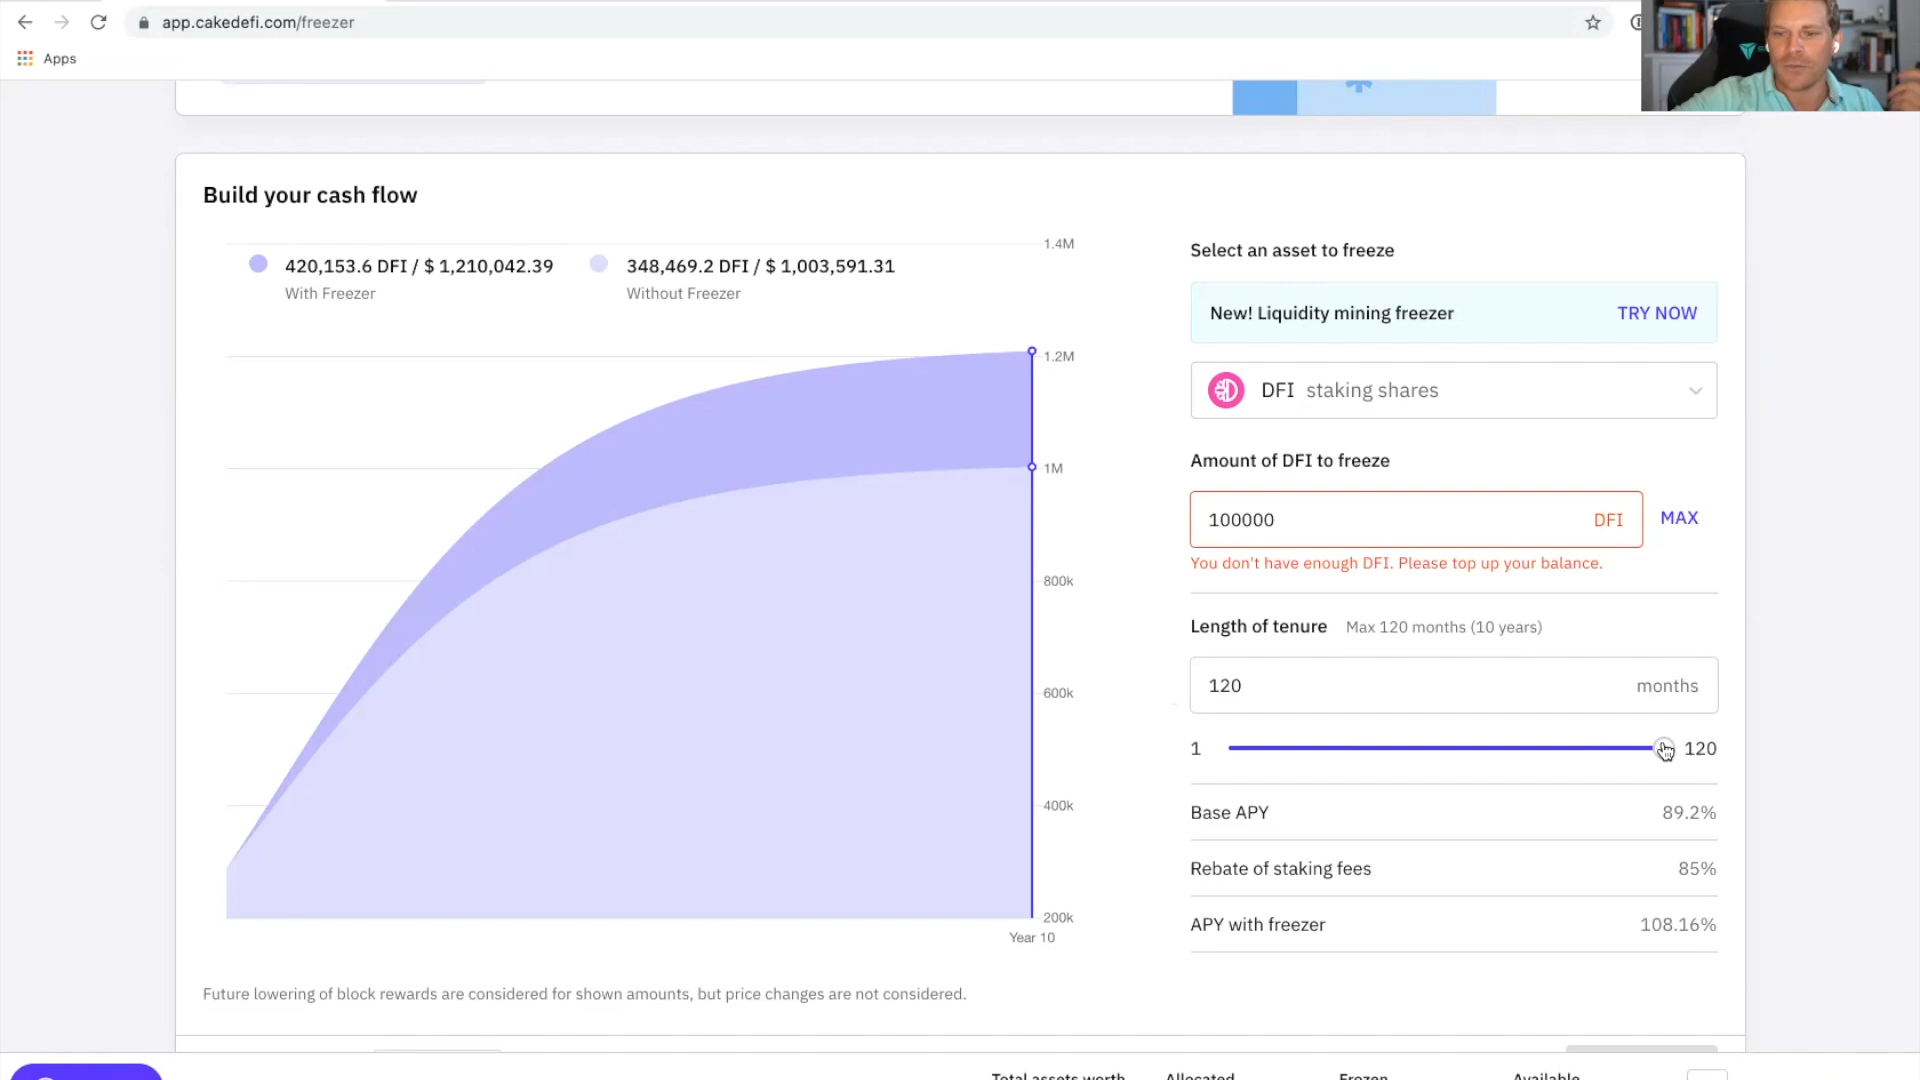 app.cakedefi.com/freezer
Apps
Build your cash flow
420,153.6 DFI / $ 1,210,042.39
With Freezer
348,469.2 DFI / $ 1,003,591.31
Without Freezer
1.4M
1.2M
1M
800k
600k
400k
200k
Year 10
Future lowering of block rewards are considered for shown amounts, but price changes are not considered.
Select an asset to freeze
New! Liquidity mining freezer TRY NOW
DFI staking shares
Amount of DFI to freeze
100000 DFI MAX
You don't have enough DFI. Please top up your balance.
Length of tenure Max 120 months (10 years)
120 months
1 120
Base APY 89.2%
Rebate of staking fees 85%
APY with freezer 108.16%
Total assets worth Allocated Frozen Available